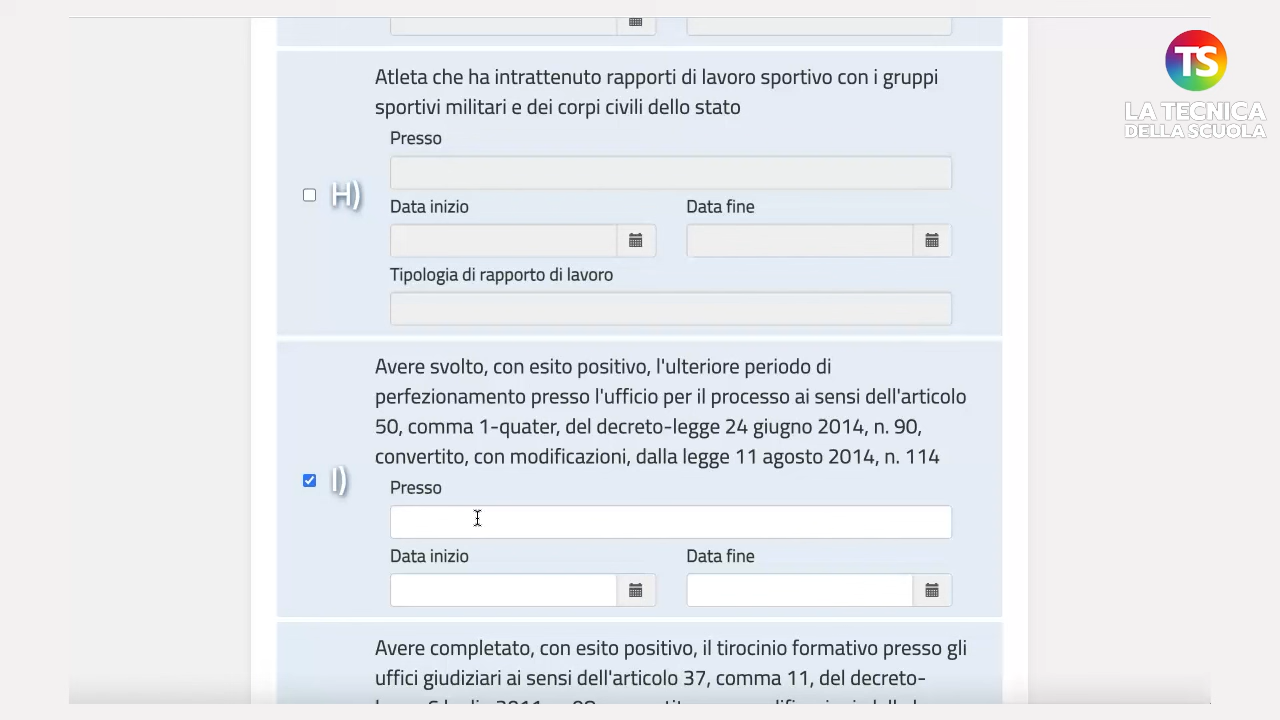 TS
LA TECNICA
DELLA SCUOLA
Atleta che ha intrattenuto rapporti di lavoro sportivo con i gruppi
sportivi militari e dei corpi civili dello stato
Presso
H)
Data inizio
Data fine
Tipologia di rapporto di lavoro
Avere svolto, con esito positivo, l'ulteriore periodo di
perfezionamento presso l'ufficio per il processo ai sensi dell'articolo
50, comma 1-quater, del decreto-legge 24 giugno 2014, n. 90,
convertito, con modificazioni, dalla legge 11 agosto 2014, n. 114
I)
Presso
Data inizio
Data fine
Avere completato, con esito positivo, il tirocinio formativo presso gli
uffici giudiziari ai sensi dell'articolo 37, comma 11, del decreto-